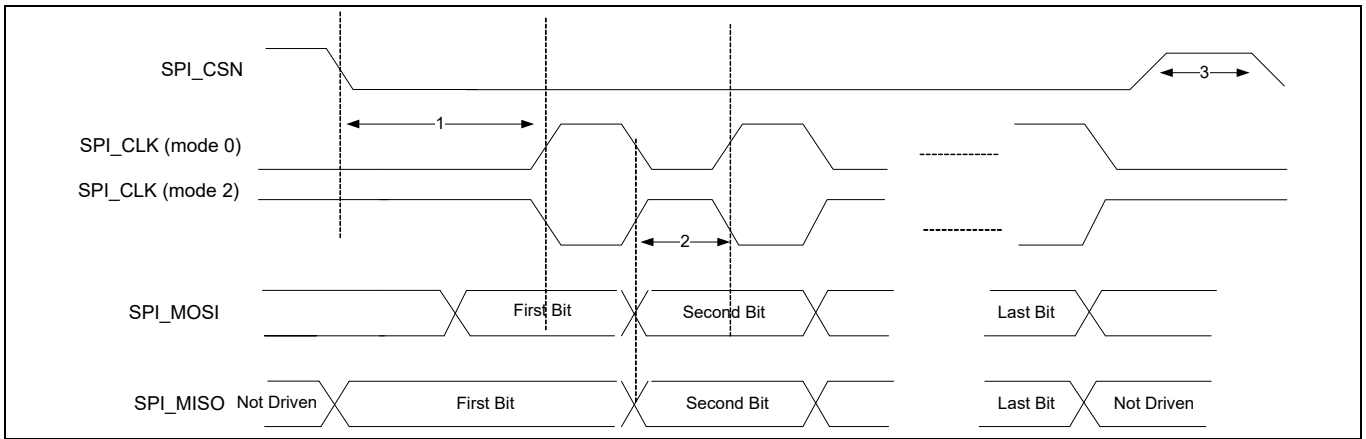 SPI_CSN
3
1
SPI_CLK (mode 0)
SPI_CLK (mode 2)
2
SPI_MOSI First Bit Second Bit Last Bit
SPI_MISO Not Driven First Bit Second Bit Last Bit Not Driven